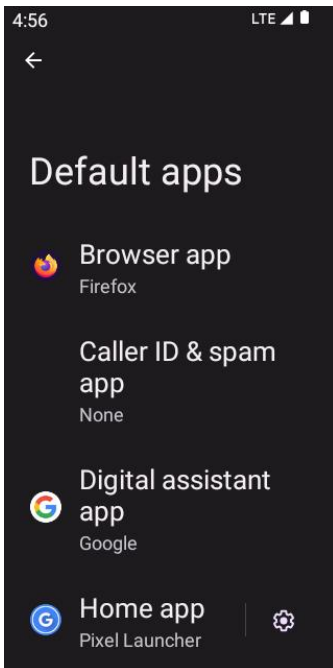 4:56
LTE
Default apps
Browser app
Firefox
Caller ID & spam
app
None
Digital assistant
app
Google
Home app
Pixel Launcher